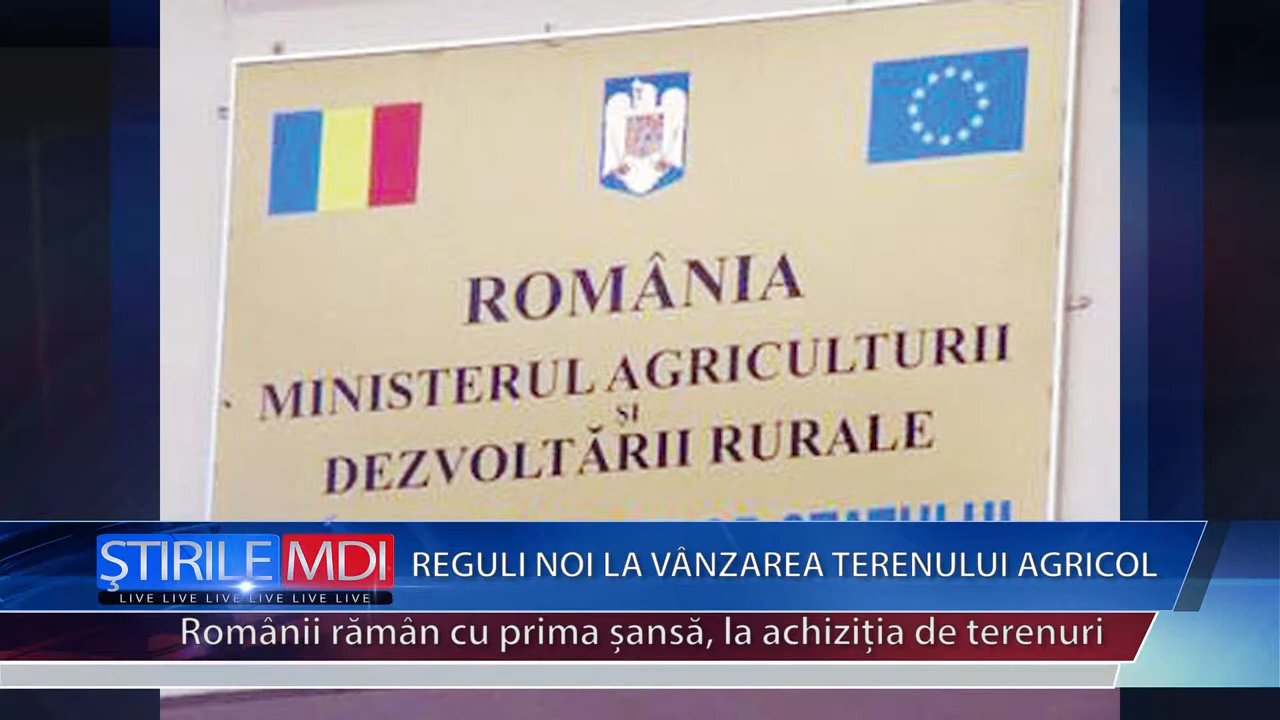 ROMÂNIA
MINISTERUL AGRICULTURII
ŞI
DEZVOLTĂRII RURALE
STATULUI
ŞTIRILE MDI
LIVE LIVE LIVE LIVE LIVE LIVE
REGULI NOI LA VÂNZAREA TERENULUI AGRICOL
Românii rămân cu prima șansă, la achiziția de terenuri